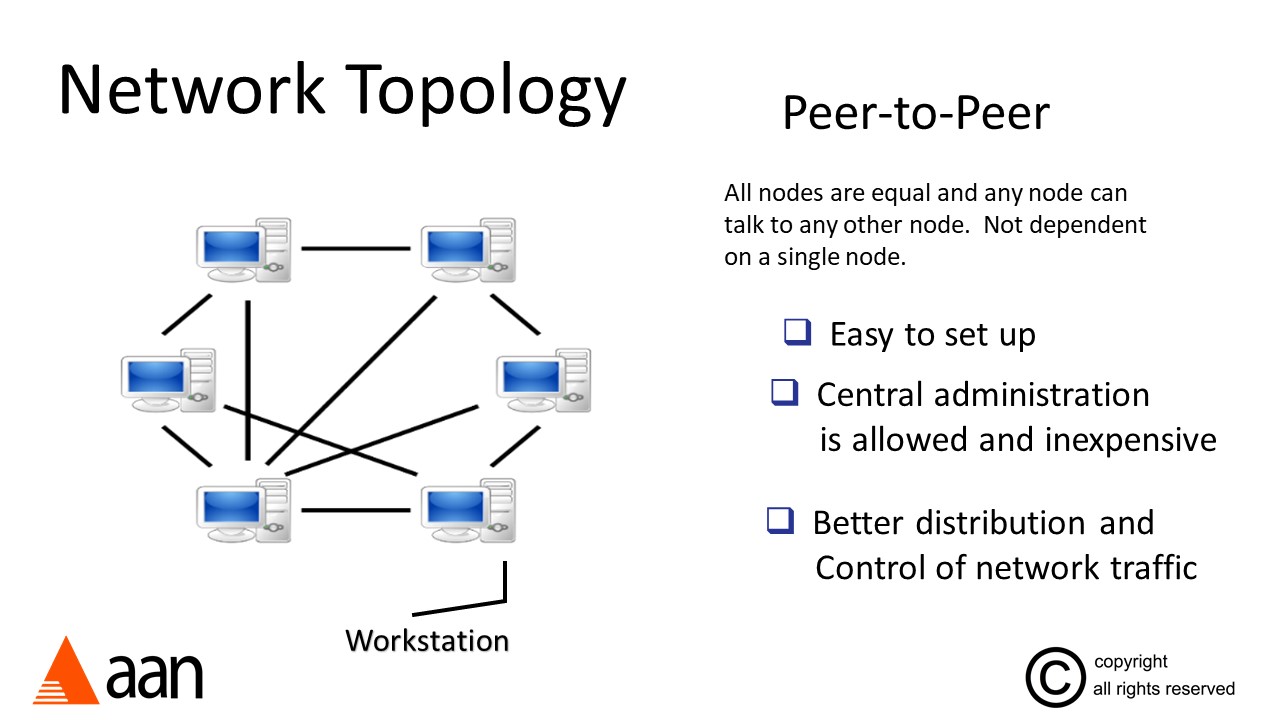 Network Topology
Peer-to-Peer
All nodes are equal and any node can
talk to any other node.  Not dependent
on a single node.
Easy to set up
Central administration
is allowed and inexpensive
Better distribution and
Control of network traffic
Workstation
aan
© copyright
all rights reserved